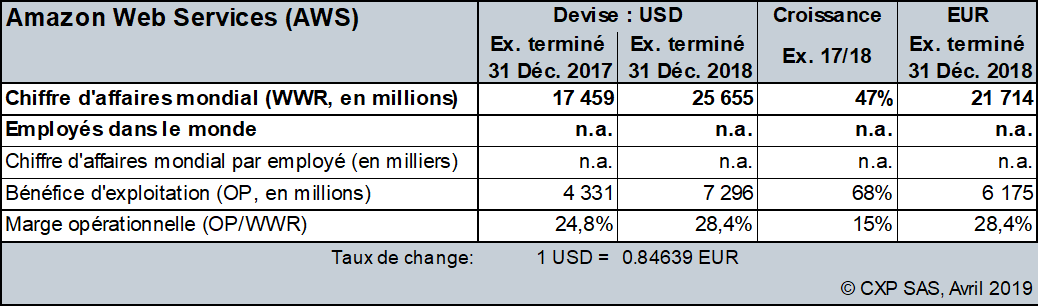 Amazon Web Services (AWS) Devise : USD Croissance EUR
Ex. terminé Ex. terminé Ex. 17/18 Ex. terminé
31 Déc. 2017 31 Déc. 2018 31 Déc. 2018
Chiffre d'affaires mondial (WWR, en millions) 17 459 25 655 47% 21 714
Employés dans le monde n.a. n.a. n.a. n.a.
Chiffre d'affaires mondial par employé (en milliers) n.a. n.a. n.a. n.a.
Bénéfice d'exploitation (OP, en millions) 4 331 7 296 68% 6 175
Marge opérationnelle (OP/WWR) 24,8% 28,4% 15% 28,4%
Taux de change: 1 USD = 0.84639 EUR
© CXP SAS, Avril 2019